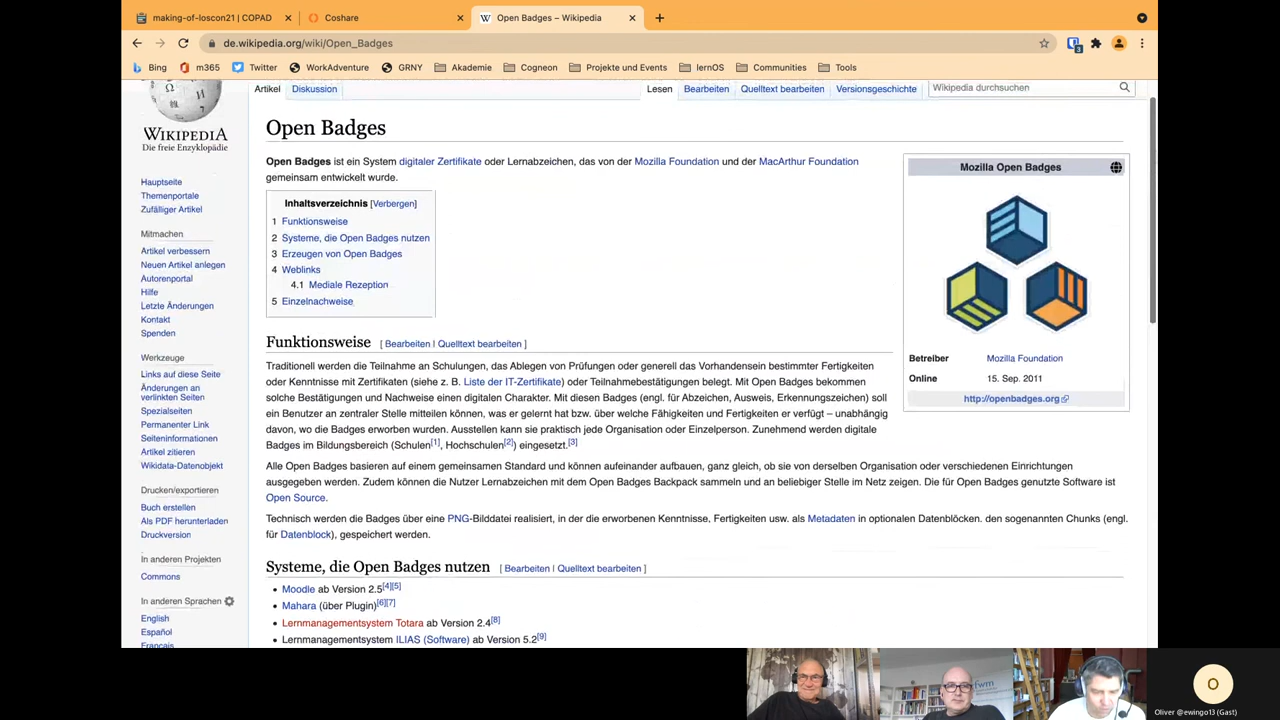 making-of-loscon21 | COPAD
Coshare
Open Badges – Wikipedia
de.wikipedia.org/wiki/Open_Badges
3
Bing
m365
Twitter
WorkAdventure
GRNY
Akademie
Cogneon
Projekte und Events
lernOS
Communities
Tools
WIKIPEDIA
Die freie Enzyklopädie
Hauptseite
Themenportale
Zufälliger Artikel
Mitmachen
Artikel verbessern
Neuen Artikel anlegen
Autorenportal
Hilfe
Letzte Änderungen
Kontakt
Spenden
Werkzeuge
Links auf diese Seite
Änderungen an
verlinkten Seiten
Spezialseiten
Permanenter Link
Seiteninformationen
Artikel zitieren
Wikidata-Datenobjekt
Drucken/exportieren
Buch erstellen
Als PDF herunterladen
Druckversion
In anderen Projekten
Commons
In anderen Sprachen
English
Español
Français
Artikel Diskussion
Lesen Bearbeiten Quelltext bearbeiten Versionsgeschichte
Wikipedia durchsuchen
Open Badges
Open Badges ist ein System digitaler Zertifikate oder Lernabzeichen, das von der Mozilla Foundation und der MacArthur Foundation
gemeinsam entwickelt wurde.
Inhaltsverzeichnis [Verbergen]
1 Funktionsweise
2 Systeme, die Open Badges nutzen
3 Erzeugen von Open Badges
4 Weblinks
4.1 Mediale Rezeption
5 Einzelnachweise
Mozilla Open Badges
Betreiber Mozilla Foundation
Online 15. Sep. 2011
http://openbadges.org
Funktionsweise [ Bearbeiten | Quelltext bearbeiten ]
Traditionell werden die Teilnahme an Schulungen, das Ablegen von Prüfungen oder generell das Vorhandensein bestimmter Fertigkeiten
oder Kenntnisse mit Zertifikaten (siehe z. B. Liste der IT-Zertifikate) oder Teilnahmebestätigungen belegt. Mit Open Badges bekommen
solche Bestätigungen und Nachweise einen digitalen Charakter. Mit diesen Badges (engl. für Abzeichen, Ausweis, Erkennungszeichen) soll
ein Benutzer an zentraler Stelle mitteilen können, was er gelernt hat bzw. über welche Fähigkeiten und Fertigkeiten er verfügt – unabhängig
davon, wo die Badges erworben wurden. Ausstellen kann sie praktisch jede Organisation oder Einzelperson. Zunehmend werden digitale
Badges im Bildungsbereich (Schulen[1], Hochschulen[2]) eingesetzt.[3]
Alle Open Badges basieren auf einem gemeinsamen Standard und können aufeinander aufbauen, ganz gleich, ob sie von derselben Organisation oder verschiedenen Einrichtungen
ausgegeben werden. Zudem können die Nutzer Lernabzeichen mit dem Open Badges Backpack sammeln und an beliebiger Stelle im Netz zeigen. Die für Open Badges genutzte Software ist
Open Source.
Technisch werden die Badges über eine PNG-Bilddatei realisiert, in der die erworbenen Kenntnisse, Fertigkeiten usw. als Metadaten in optionalen Datenblöcken. den sogenannten Chunks (engl.
für Datenblock), gespeichert werden.
Systeme, die Open Badges nutzen [ Bearbeiten | Quelltext bearbeiten ]
Moodle ab Version 2.5[4][5]
Mahara (über Plugin)[6][7]
Lernmanagementsystem Totara ab Version 2.4[8]
Lernmanagementsystem ILIAS (Software) ab Version 5.2[9]
fwm
O
Oliver @ewingo13 (Gast)